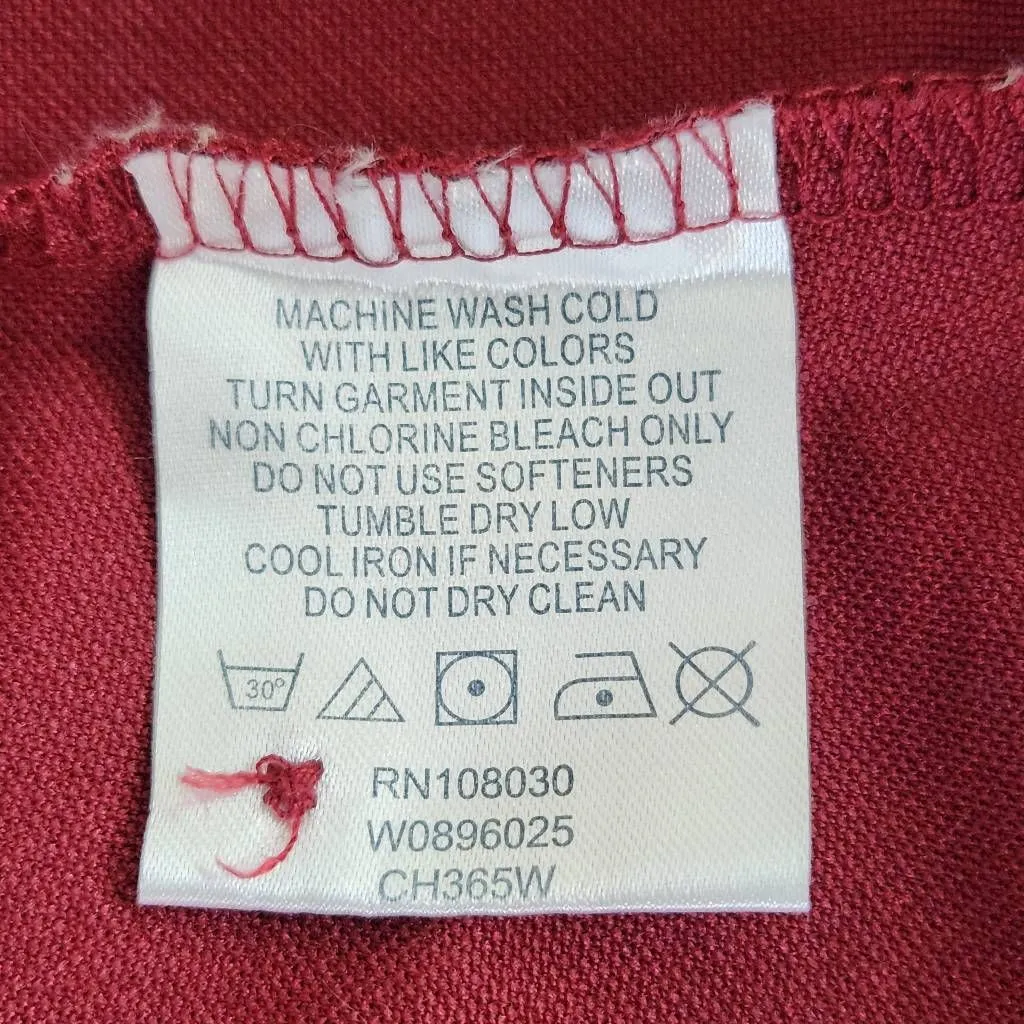 MACHINE WASH COLD
WITH LIKE COLORS
TURN GARMENT INSIDE OUT
NON CHLORINE BLEACH ONLY
DO NOT USE SOFTENERS
TUMBLE DRY LOW
COOL IRON IF NECESSARY
DO NOT DRY CLEAN
30°
RN108030
W0896025
CH365W